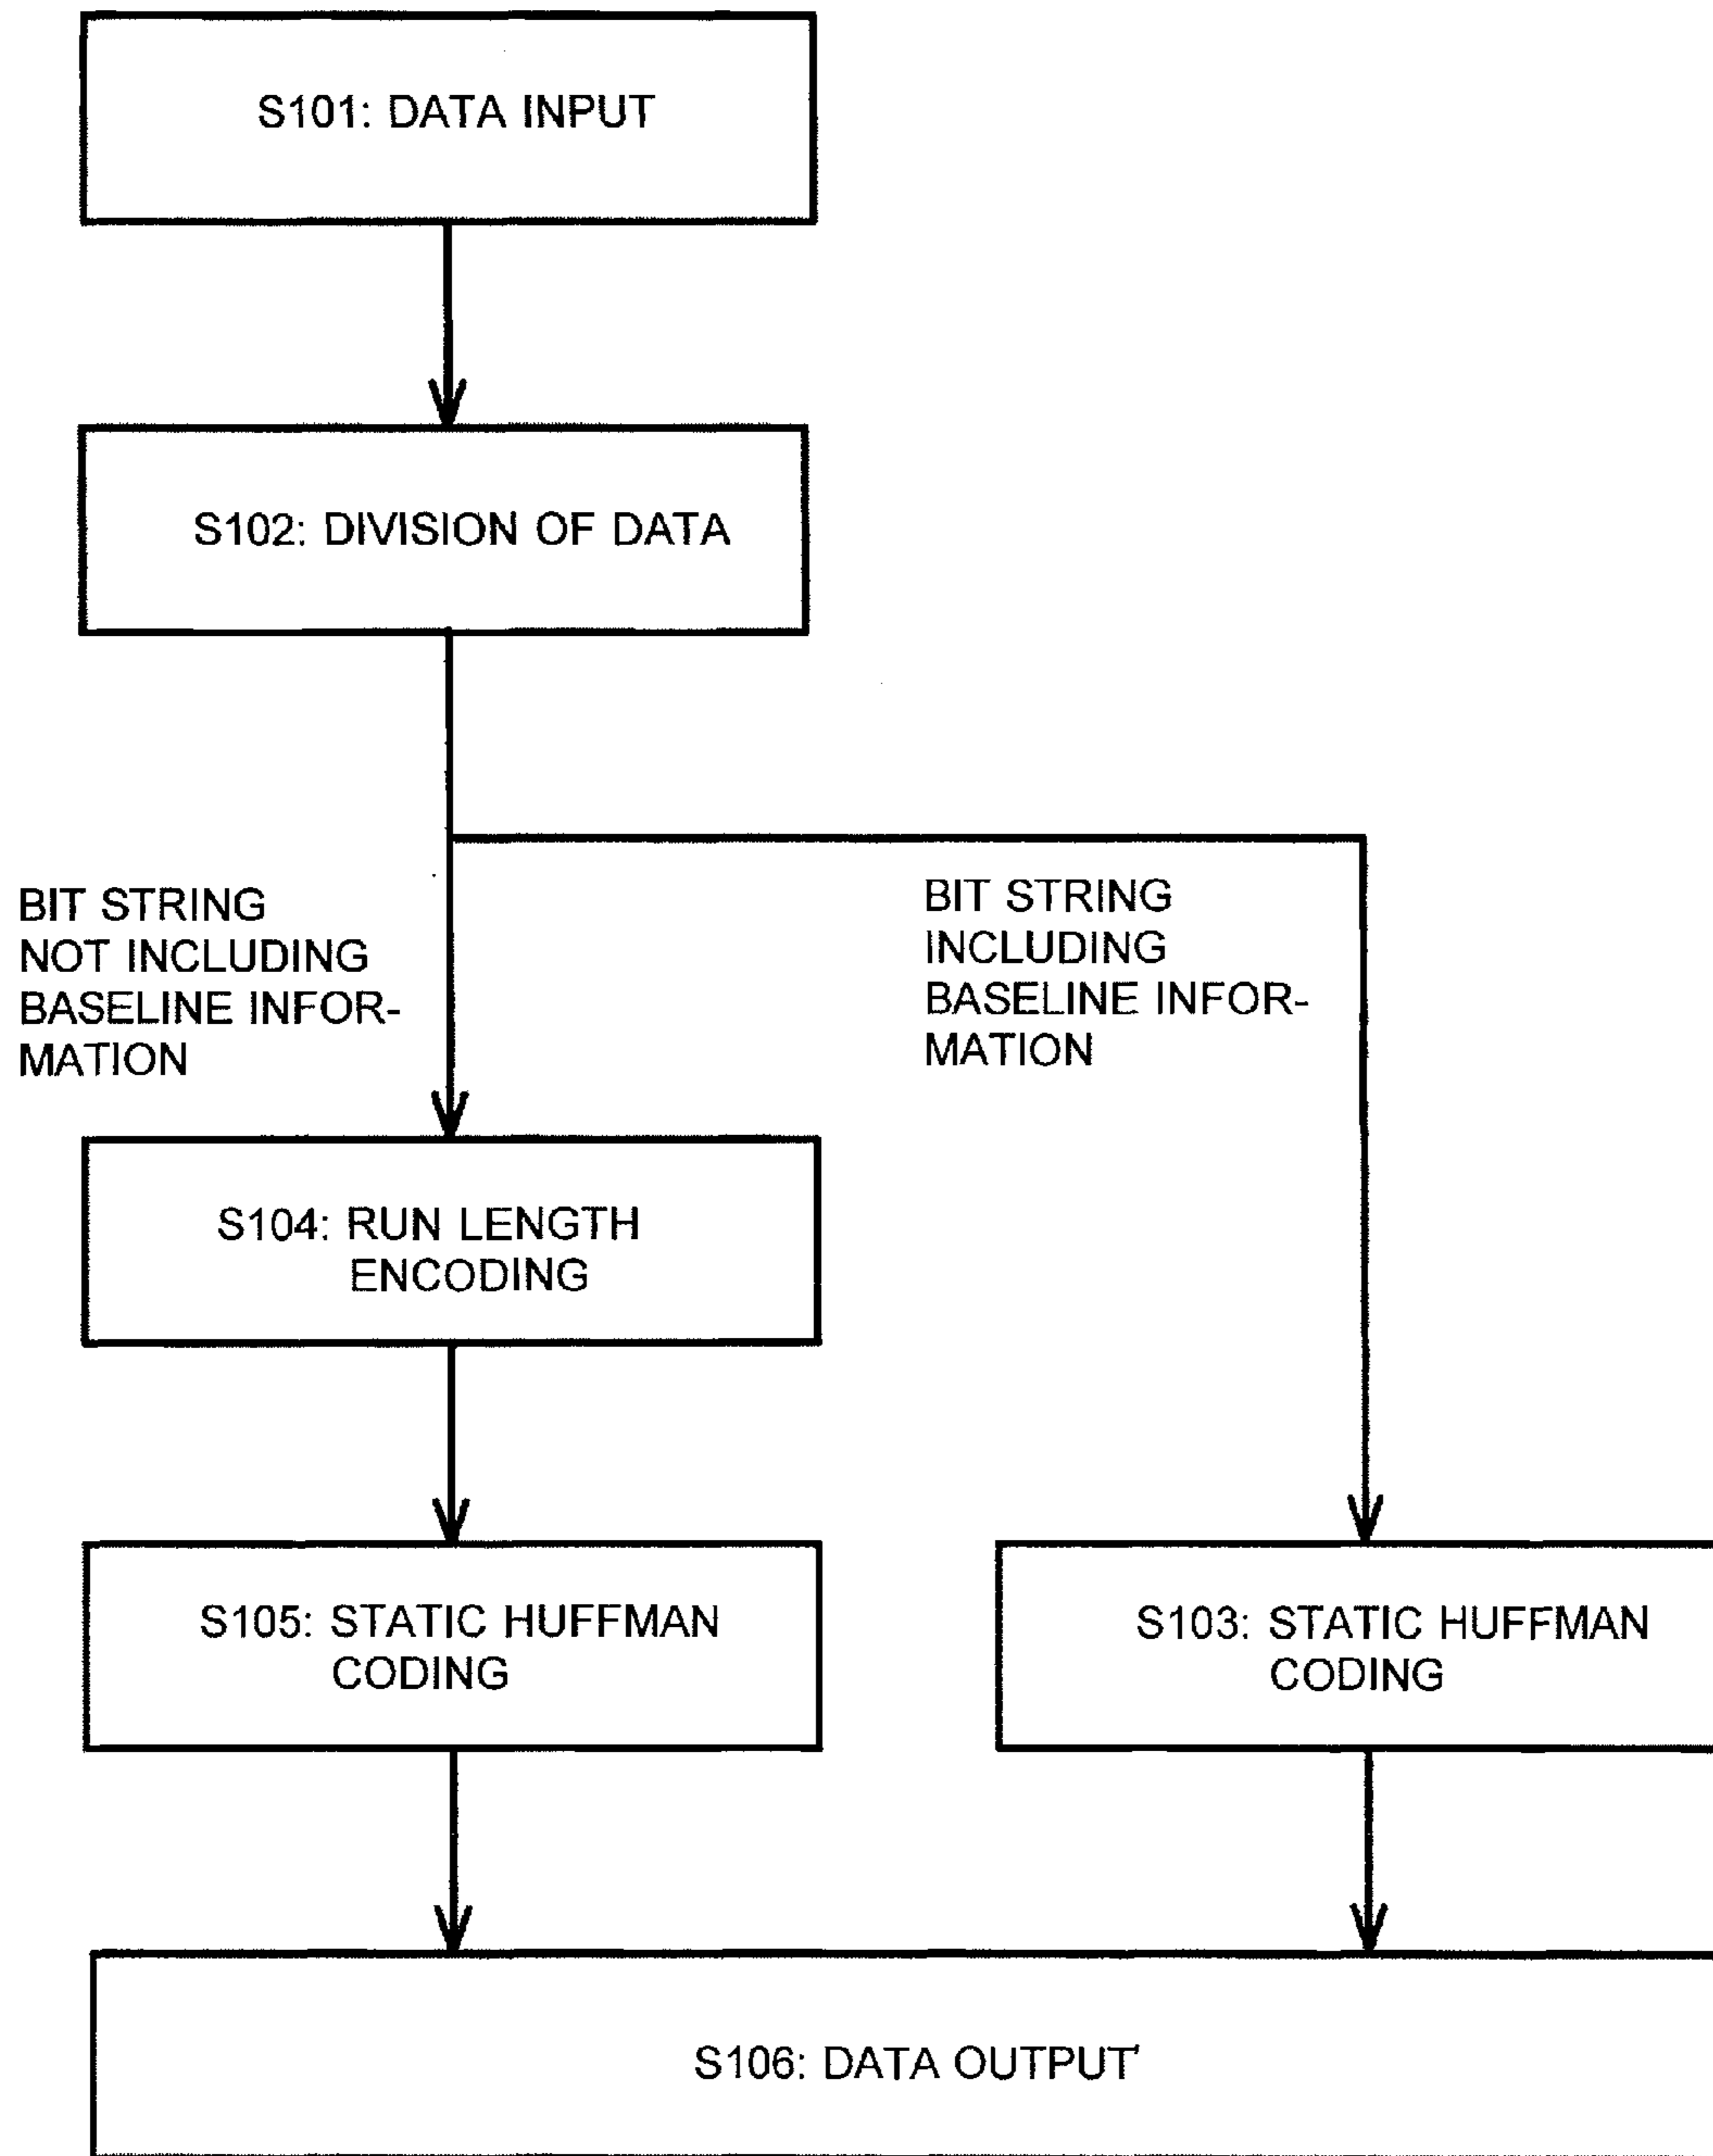 S101: DATA INPUT
S102: DIVISION OF DATA
BIT STRING
NOT INCLUDING
BASELINE INFOR-
MATION
BIT STRING
INCLUDING
BASELINE INFOR-
MATION
S104: RUN LENGTH
ENCODING
S105: STATIC HUFFMAN
CODING
S103: STATIC HUFFMAN
CODING
S106: DATA OUTPUT